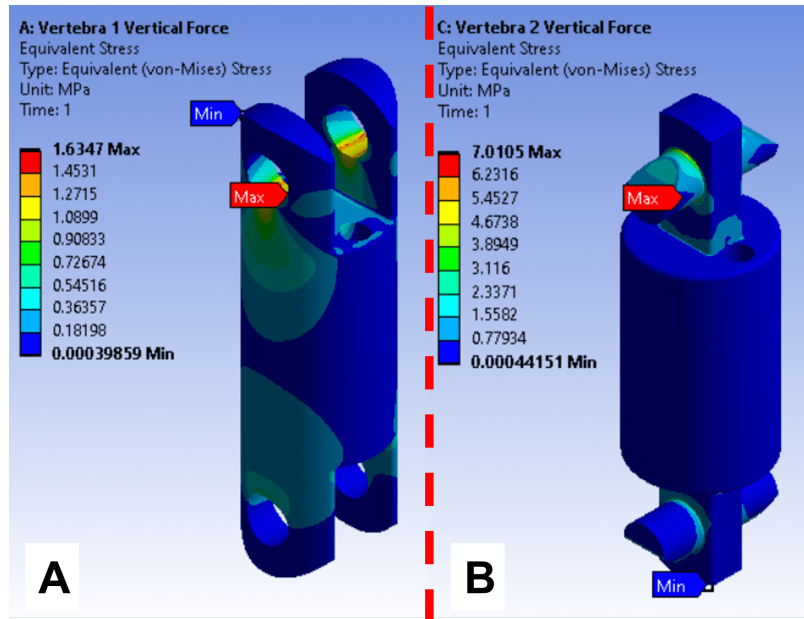 A: Vertebra 1 Vertical Force
Equivalent Stress
Type: Equivalent (von-Mises) Stress
Unit: MPa
Time: 1
Min
1.6347 Max
1.4531
1.2715
1.0899
0.90833
0.72674
0.54516
0.36357
0.18198
0.00039859 Min
Max
A
C: Vertebra 2 Vertical Force
Equivalent Stress
Type: Equivalent (von-Mises) Stress
Unit: MPa
Time: 1
7.0105 Max
6.2316
5.4527
4.6738
3.8949
3.116
2.3371
1.5582
0.77934
0.00044151 Min
Max
Min
B